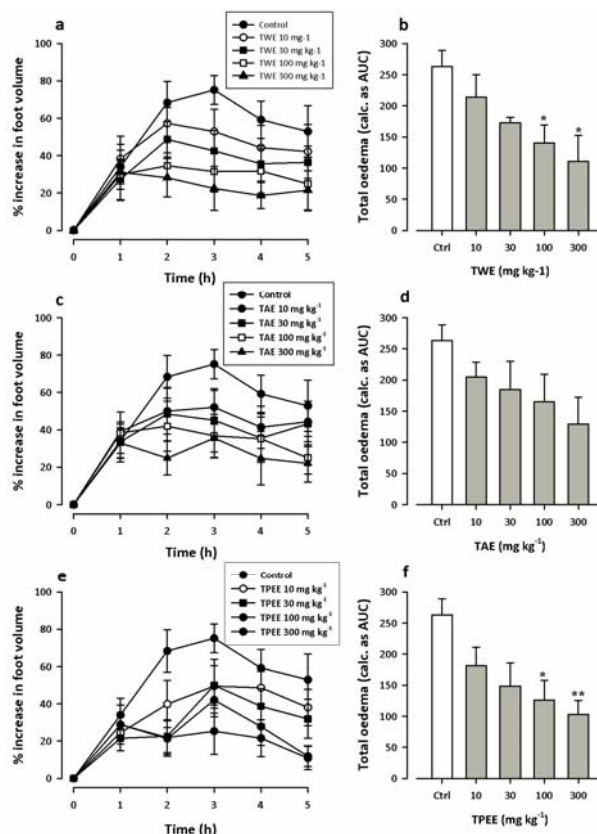 a
Control
TWE 10 mg-1
TWE 30 mg kg-1
TWE 100 mg kg-1
TWE 300 mg kg-1
100
80
60
40
20
0
% increase in foot volume
0 1 2 3 4 5
Time (h)
b
300
250
200
150
100
50
0
Total oedema (calc. as AUC)
* *
Ctrl 10 30 100 300
TWE (mg kg-1)
c
Control
TAE 10 mg kg-1
TAE 30 mg kg-1
TAE 100 mg kg-1
TAE 300 mg kg-1
100
80
60
40
20
0
% increase in foot volume
0 1 2 3 4 5
Time (h)
d
300
250
200
150
100
50
0
Total oedema (calc. as AUC)
Ctrl 10 30 100 300
TAE (mg kg-1)
e
Control
TPEE 10 mg kg-1
TPEE 30 mg kg-1
TPEE 100 mg kg-1
TPEE 300 mg kg-1
100
80
60
40
20
0
% increase in foot volume
0 1 2 3 4 5
Time (h)
f
300
250
200
150
100
50
0
Total oedema (calc. as AUC)
* **
Ctrl 10 30 100 300
TPEE (mg kg-1)